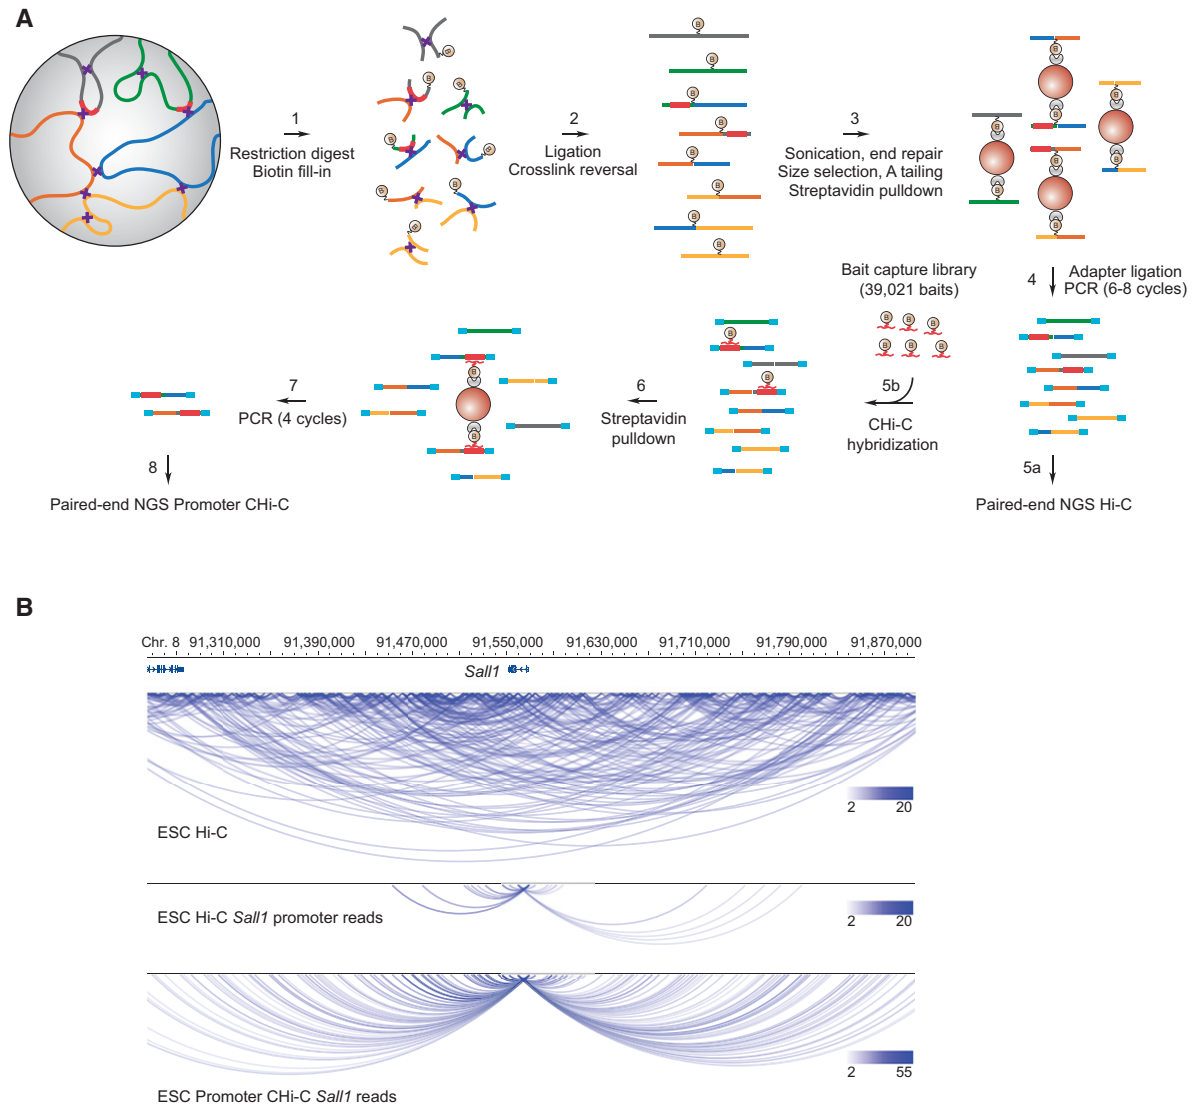 A
1
Restriction digest
Biotin fill-in
2
Ligation
Crosslink reversal
3
Sonication, end repair
Size selection, A tailing
Streptavidin pulldown
4
Adapter ligation
PCR (6-8 cycles)
Bait capture library
(39,021 baits)
5a
Paired-end NGS Hi-C
5b
CHi-C
hybridization
6
Streptavidin
pulldown
7
PCR (4 cycles)
8
Paired-end NGS Promoter CHi-C
B B B B B B B B B
B B B B B B B B
B B B B B B
B B B
B B B
B B
B B
B
Chr. 8 91,310,000 91,390,000 91,470,000 91,550,000 91,630,000 91,710,000 91,790,000 91,870,000
Sall1
2 20
ESC Hi-C
2 20
ESC Hi-C Sall1 promoter reads
2 55
ESC Promoter CHi-C Sall1 reads